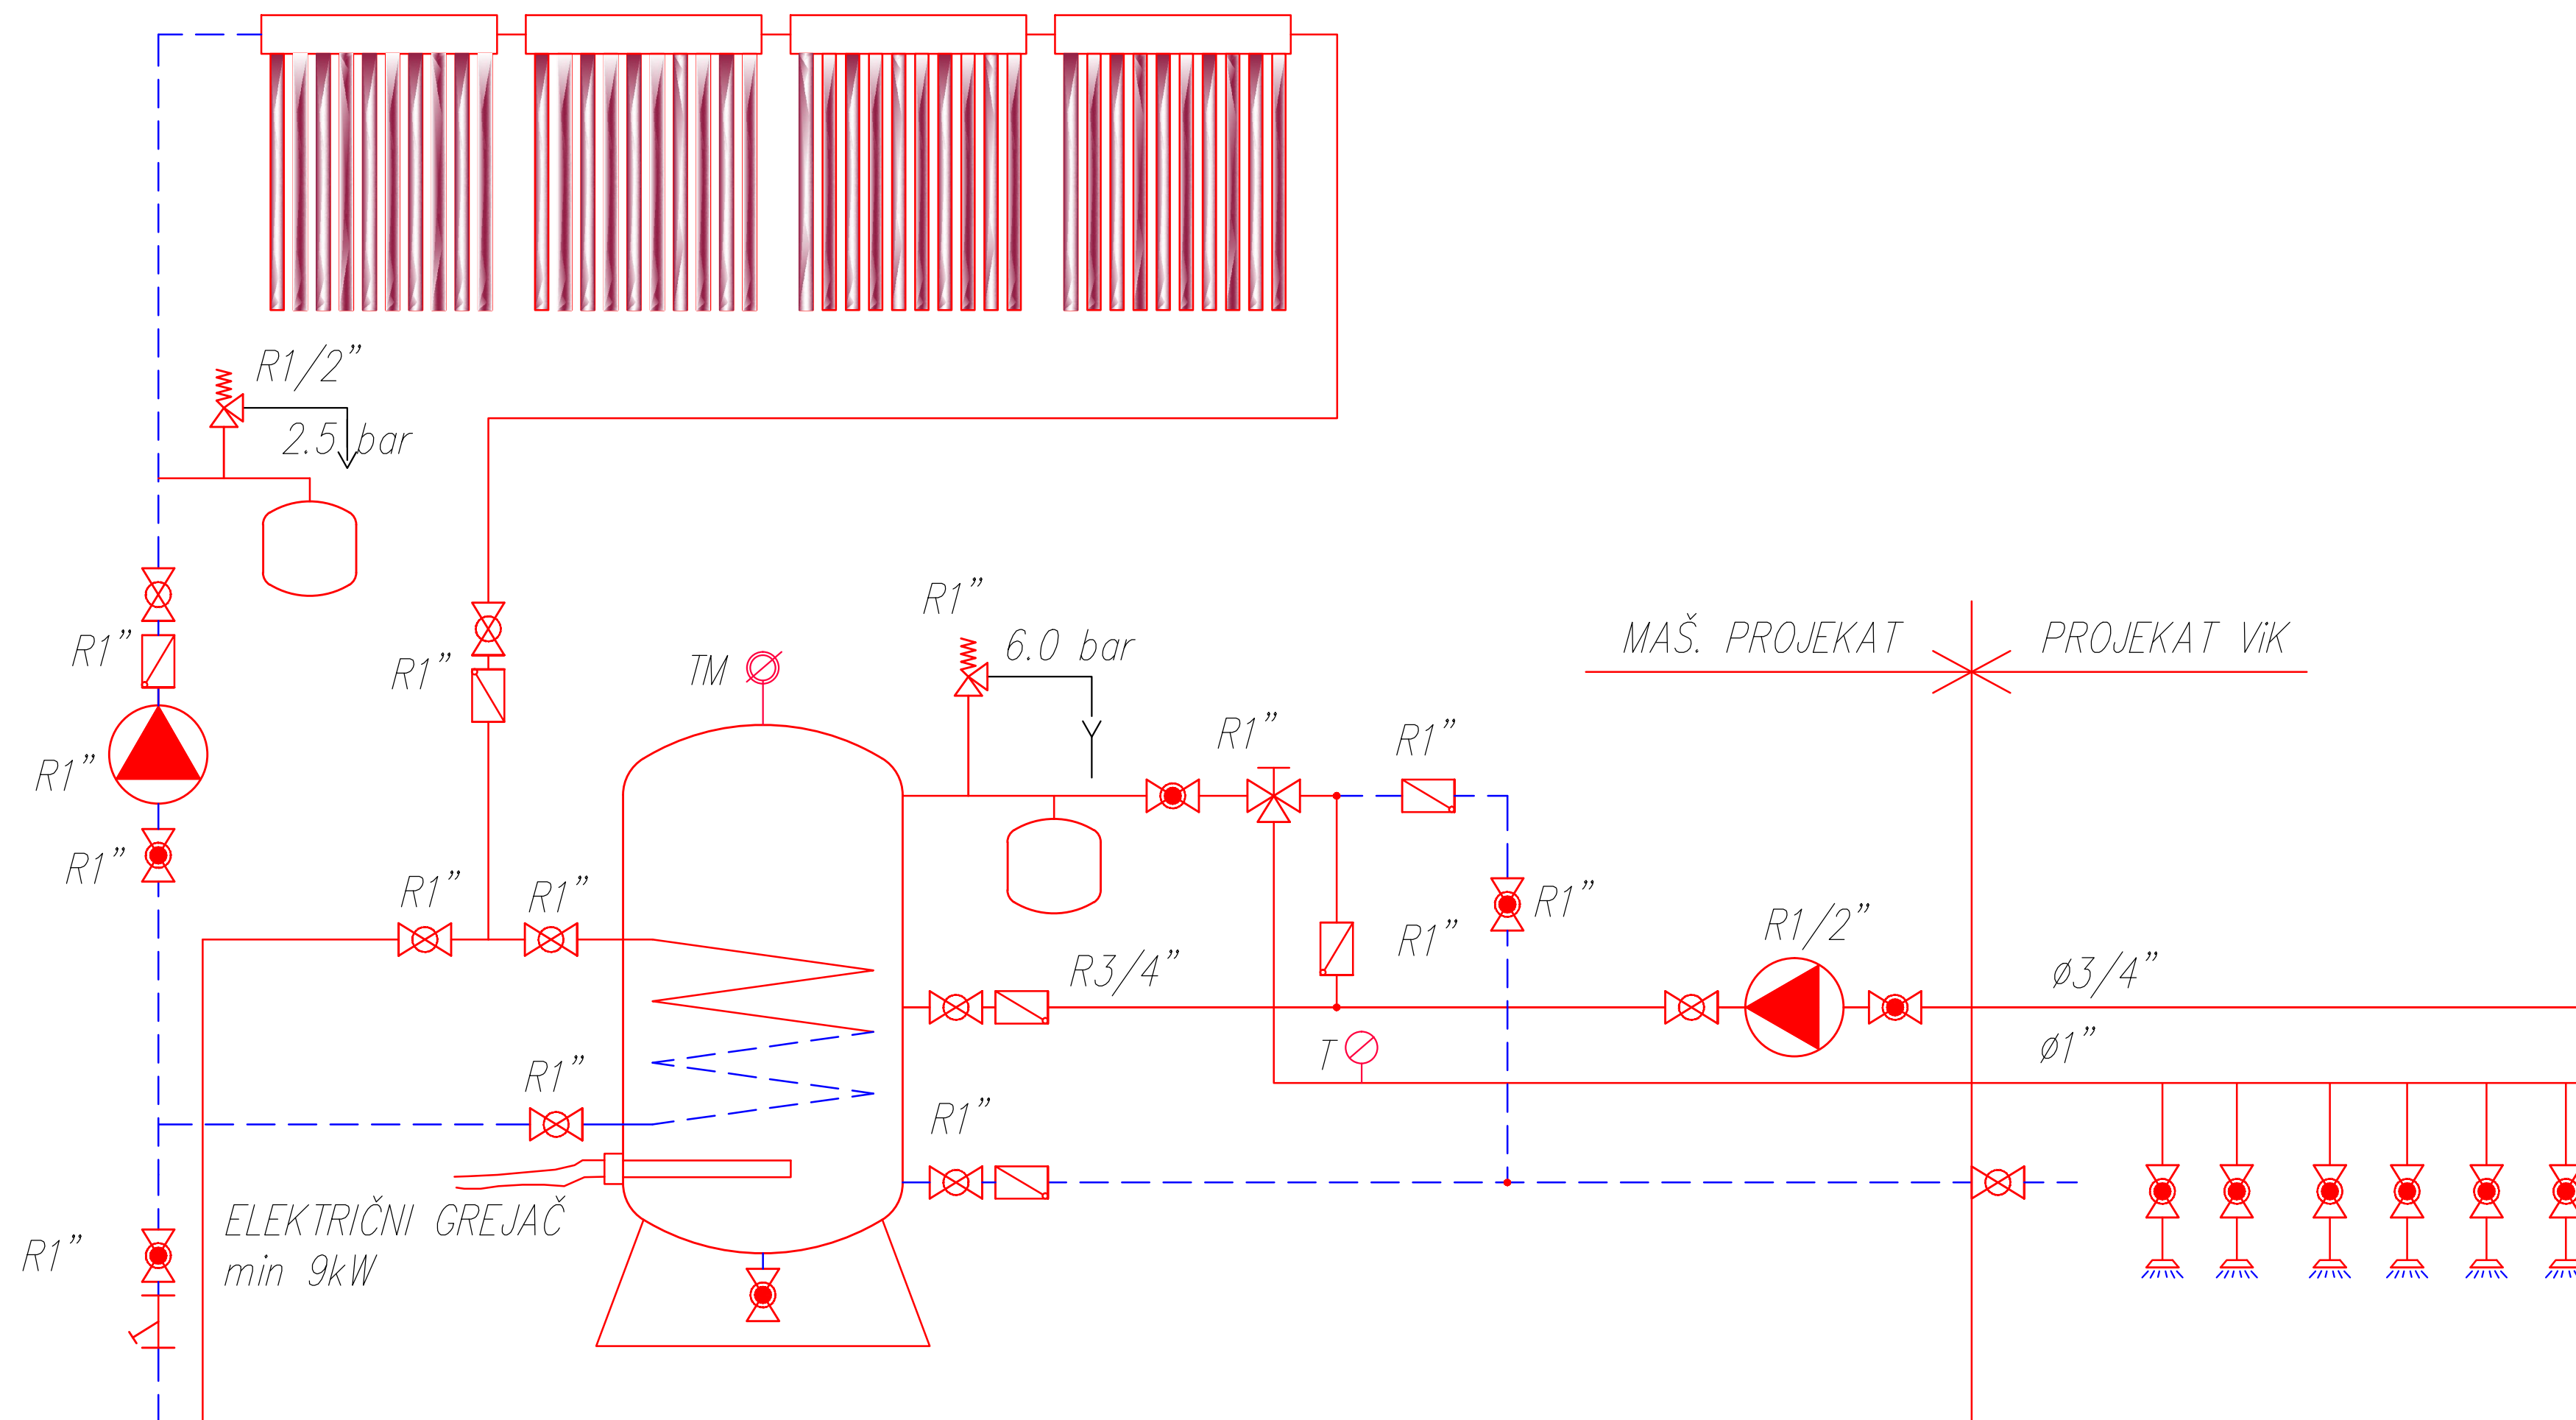 R1/2”
2.5 bar
R1”
6.0 bar
MAŠ. PROJEKAT
PROJEKAT ViK
R1”
R1”
TM
R1”
R1”
R1”
R1”
R1”
R1”
R1”
R1”
R1”
R1/2”
R3/4”
ø3/4”
T
ø1”
R1”
R1”
ELEKTRIČNI GREJAČ
min 9kW
R1”